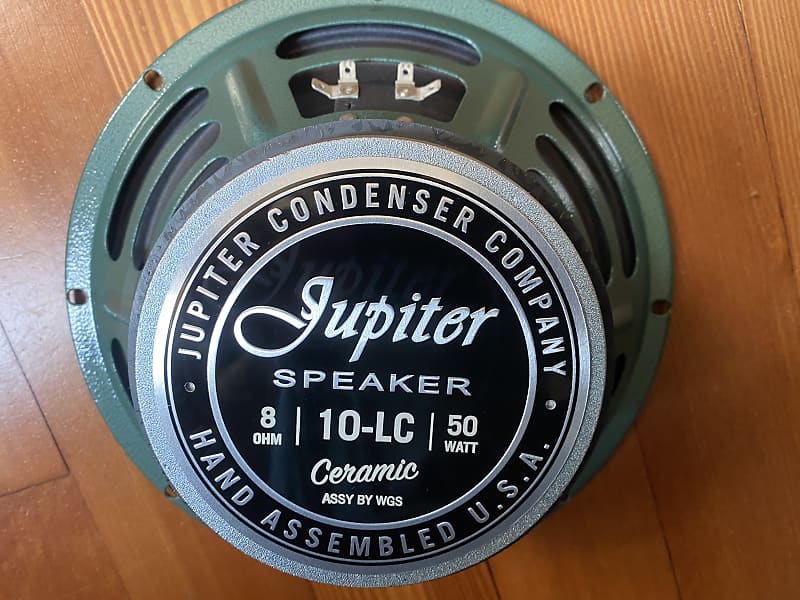 JUPITER CONDENSER COMPANY
Jupiter
SPEAKER
8 OHM | 10-LC | 50 WATT
Ceramic
ASSY BY WGS
HAND ASSEMBLED U.S.A.